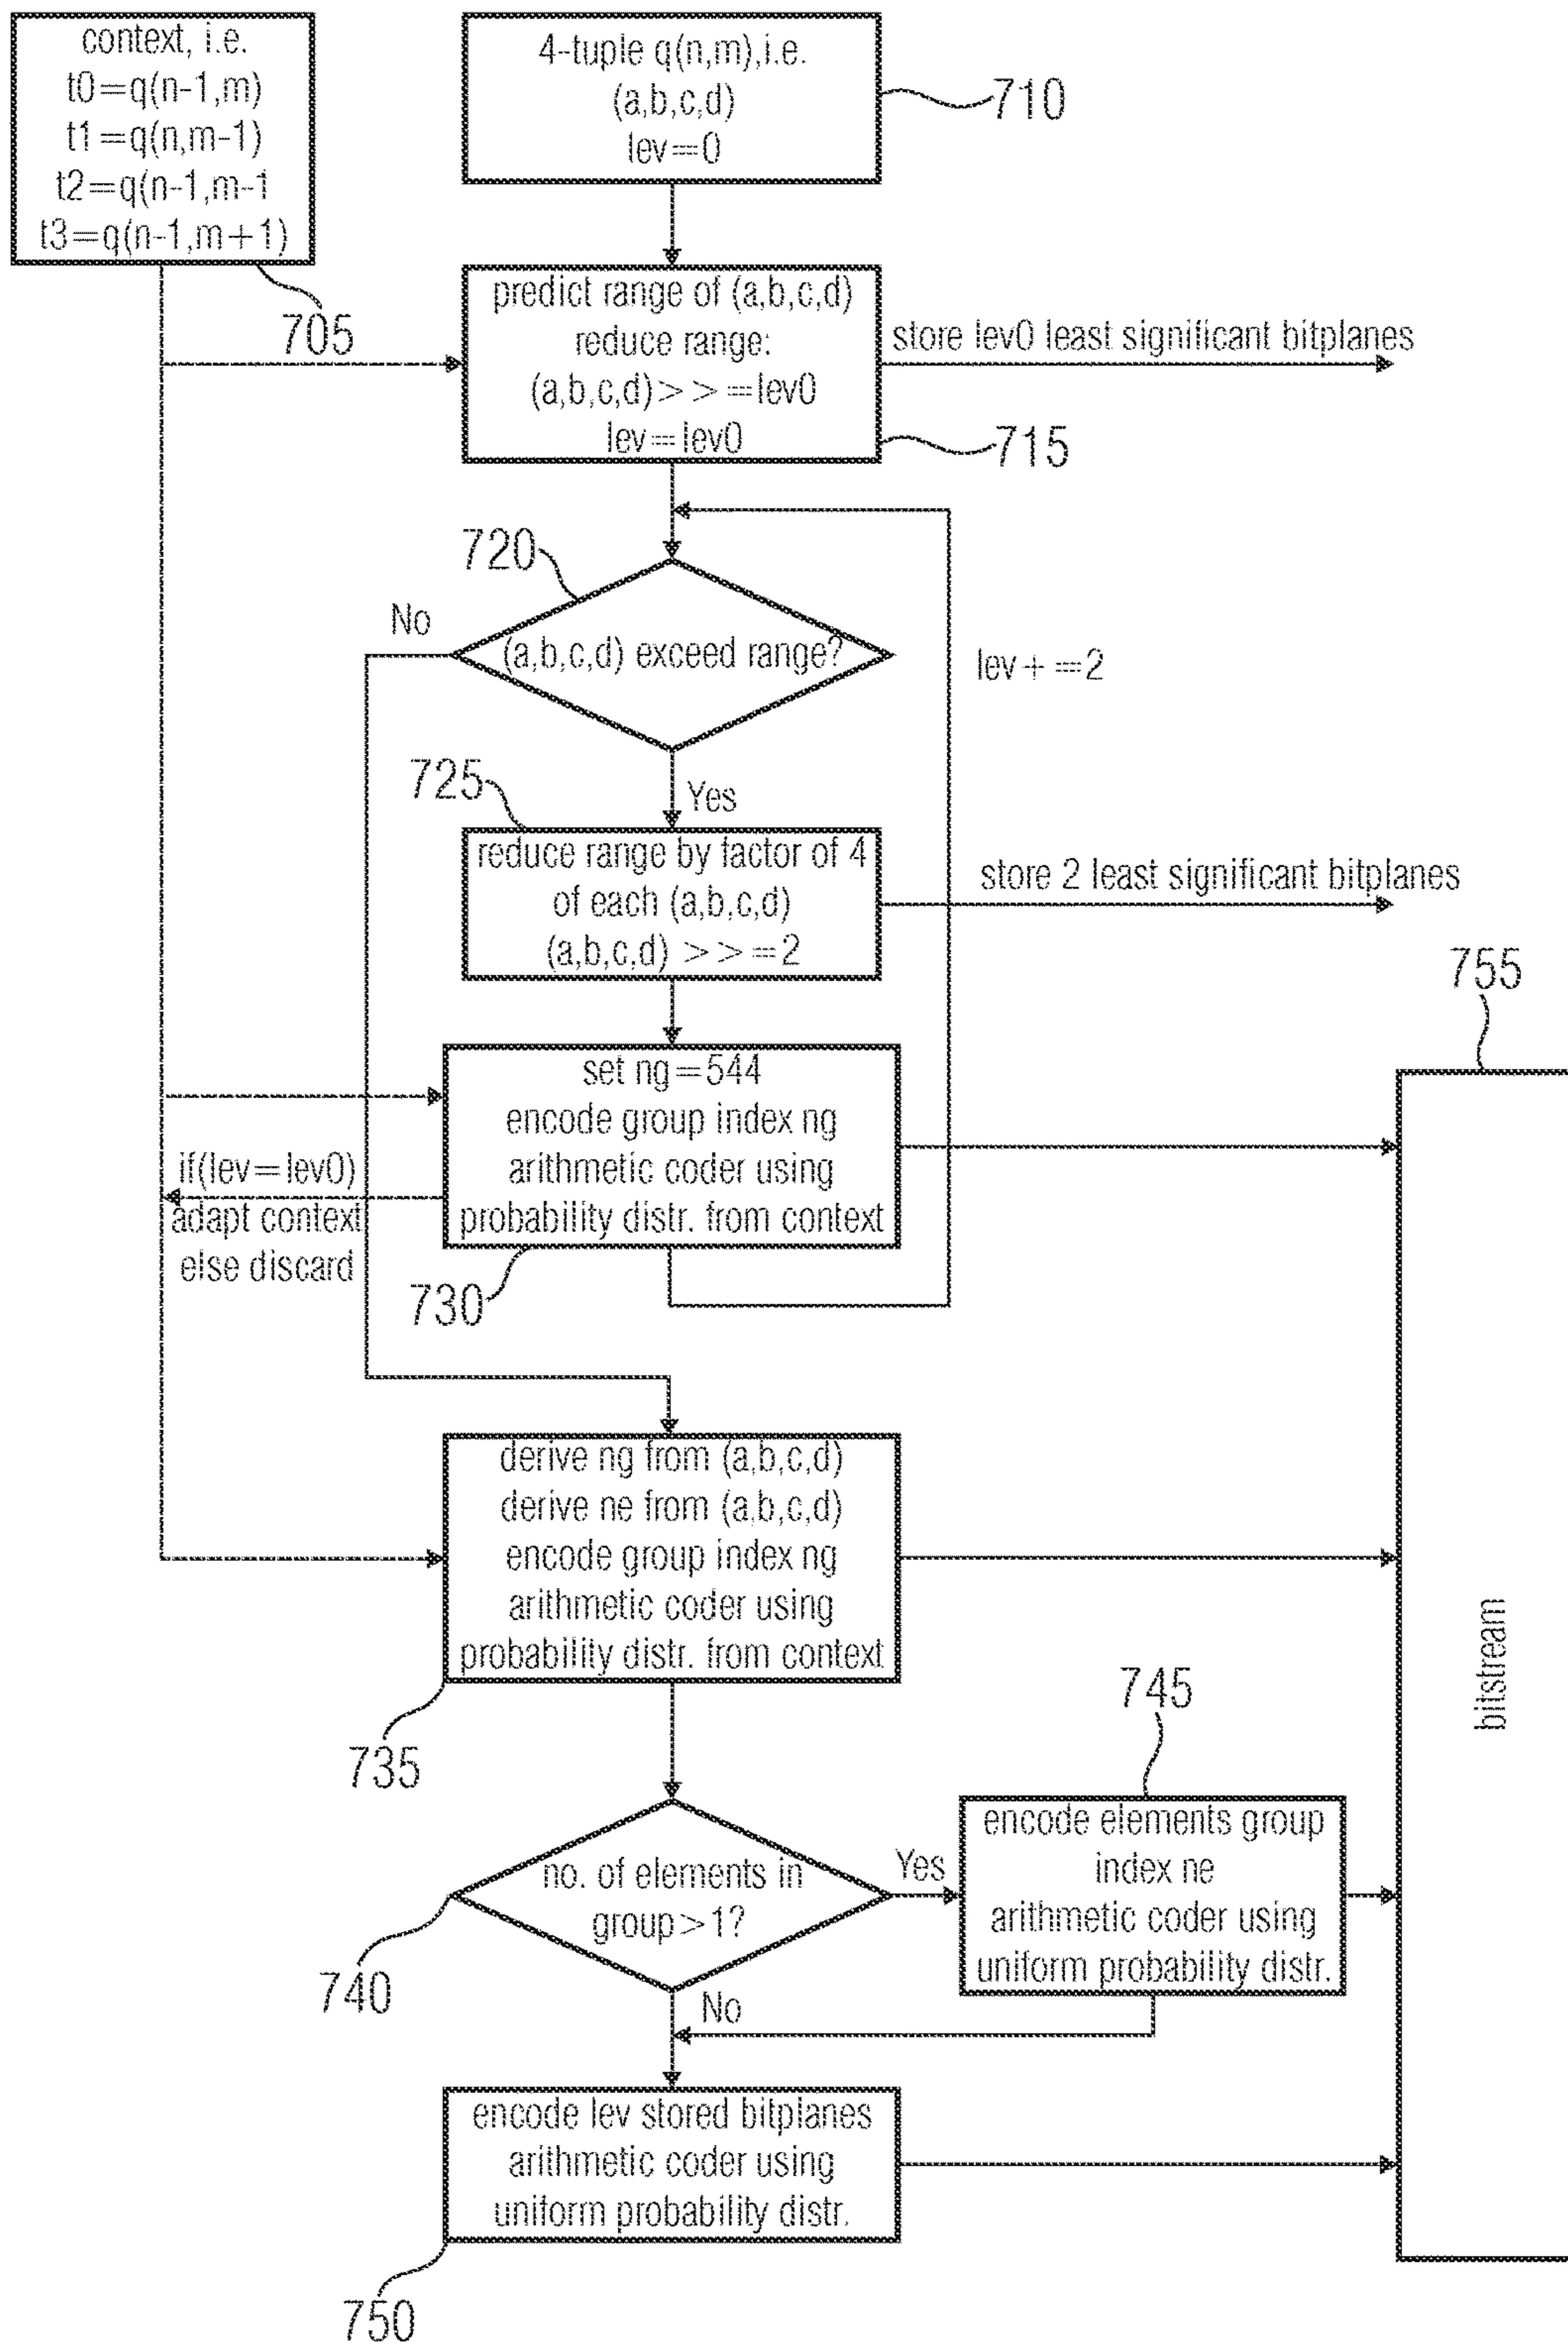 context, i.e.
t0=q(n-1,m)
t1=q(n,m-1)
t2=q(n-1,m-1
t3=q(n-1,m+1)
705
4-tuple q(n,m),i.e.
(a,b,c,d)
lev=0
710
predict range of (a,b,c,d)
reduce range:
(a,b,c,d)>>=lev0
lev=lev0
715
store lev0 least significant bitplanes
720
No
(a,b,c,d) exceed range?
lev+=2
725
Yes
reduce range by factor of 4
of each (a,b,c,d)
(a,b,c,d) >>=2
store 2 least significant bitplanes
755
set ng=544
encode group index ng
arithmetic coder using
probability distr. from context
if(lev=lev0)
adapt context
else discard
730
derive ng from (a,b,c,d)
derive ne from (a,b,c,d)
encode group index ng
arithmetic coder using
probability distr. from context
735
bitstream
745
no. of elements in
group>1?
Yes
encode elements group
index ne
arithmetic coder using
uniform probability distr.
740
No
encode lev stored bitplanes
arithmetic coder using
uniform probability distr.
750